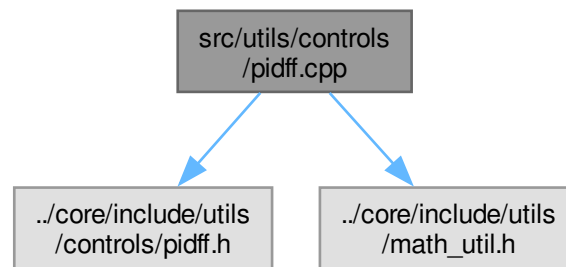 src/utils/controls
/pidff.cpp
../core/include/utils
/controls/pidff.h
../core/include/utils
/math_util.h